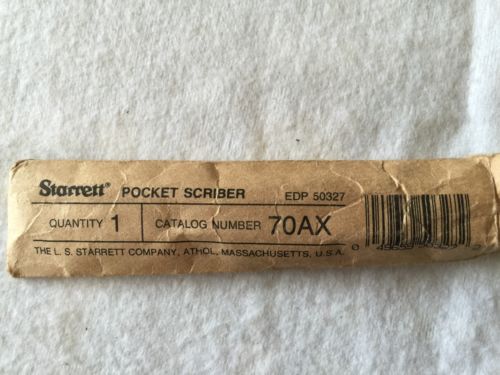 Starrett® POCKET SCRIBER EDP 50327
QUANTITY 1 CATALOG NUMBER 70AX
THE L. S. STARRETT COMPANY, ATHOL, MASSACHUSETTS, U.S.A.